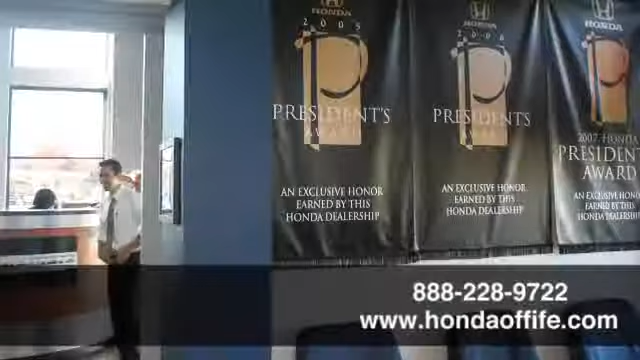 HONDA
2005
PRESIDENT'S
AWARD
AN EXCLUSIVE HONOR
EARNED BY THIS
HONDA DEALERSHIP
HONDA
2006
PRESIDENT'S
AWARD
AN EXCLUSIVE HONOR
EARNED BY THIS
HONDA DEALERSHIP
HONDA
2007 HONDA
PRESIDENT'
AWARD
AN EXCLUSIVE HONO
EARNED BY THIS
HONDA DEALERSHIP
888-228-9722
www.hondaoffife.com